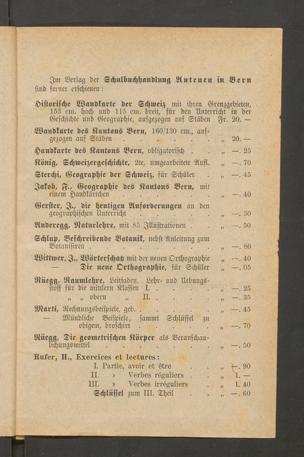 Im Verlag der Schulbuchhandlung Antenen in Bern
sind ferner erschienen:
Historische Wandkarte der Schweiz mit ihren Grenzgebieten,
153 cm. hoch und 115 cm. breit, für den Unterricht in der
Geschichte und Geographie, aufgezogen auf Stäben Fr. 20. —
Wandkarte des Kantons Bern, 160/130 cm., auf-
gezogen auf Stäben . . . „ 20. —
Handkarte des Kantons Bern, obligatorisch . „ —. 25
König, Schweizergeschichte, 2te, umgearbeitete Aufl. „ —. 70
Sterchi, Geographie der Schweiz, für Schüler „ —. 45
Jakob, F., Geographie des Kantons Bern, mit
einem Handkärtchen . . . „ —. 40
Gerster, J., die heutigen Anforderungen an den
geographischen Unterricht . . „ —. 50
Anderegg, Naturlehre, mit 85 Illustrationen . „ —. 50
Schlup, Beschreibende Botanik, nebst Anleitung zum
Botanisiren . . . „ —. 80
Wittwer, J., Wörterschatz mit der neuen Orthographie „ —. 40
— Die neue Orthographie, für Schüler „ —. 05
Rüegg, Raumlehre, Leitfaden, Lehr- und Uebungs-
stoff für die mittlern Klassen I. . „ —. 25
„ „ obern „ II. . „ —. 35
Marti, Rechnungsbeispiele, geb. . . „ —. 45
— Mündliche Beispiele, sammt Schlüssel zu
obigen, broschirt . . . „ —. 70
Rüegg, Die geometrischen Körper als Veranschau-
lichungsmittel . . . „ —. 50
Rufer, H., Exercices et lectures:
I. Partie, avoir et être . . „ —. 90
II. » Verbes réguliers . . „ 1. —
III. » Verbes irréguliers . 1. 40
Schlüssel zum III. Theil . . „ —. 60